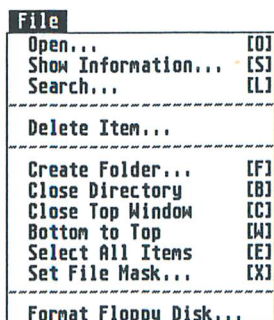 File
Open... [O]
Show Information... [S]
Search... [L]
Delete Item...
Create Folder... [F]
Close Directory [B]
Close Top Window [C]
Bottom to Top [W]
Select All Items [E]
Set File Mask... [X]
Format Floppy Disk...